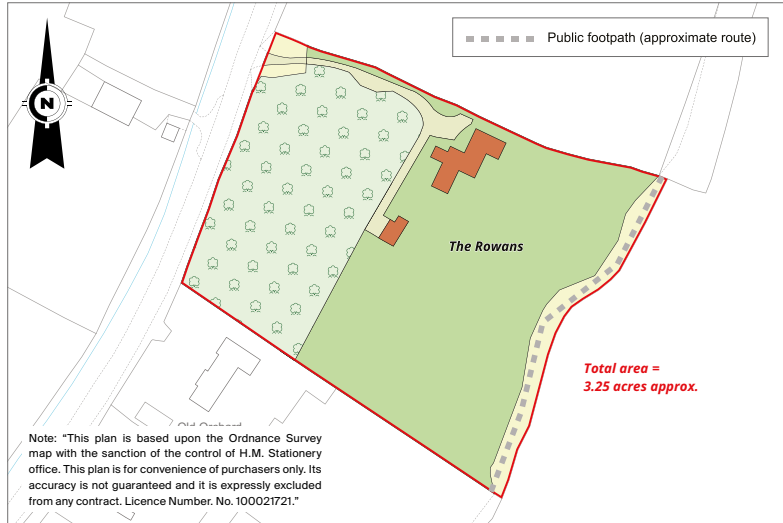 Public footpath (approximate route)
N
The Rowans
Total area =
3.25 acres approx.
Old Orchard
Note: “This plan is based upon the Ordnance Survey
map with the sanction of the control of H.M. Stationery
office. This plan is for convenience of purchasers only. Its
accuracy is not guaranteed and it is expressly excluded
from any contract. Licence Number. No. 100021721.”